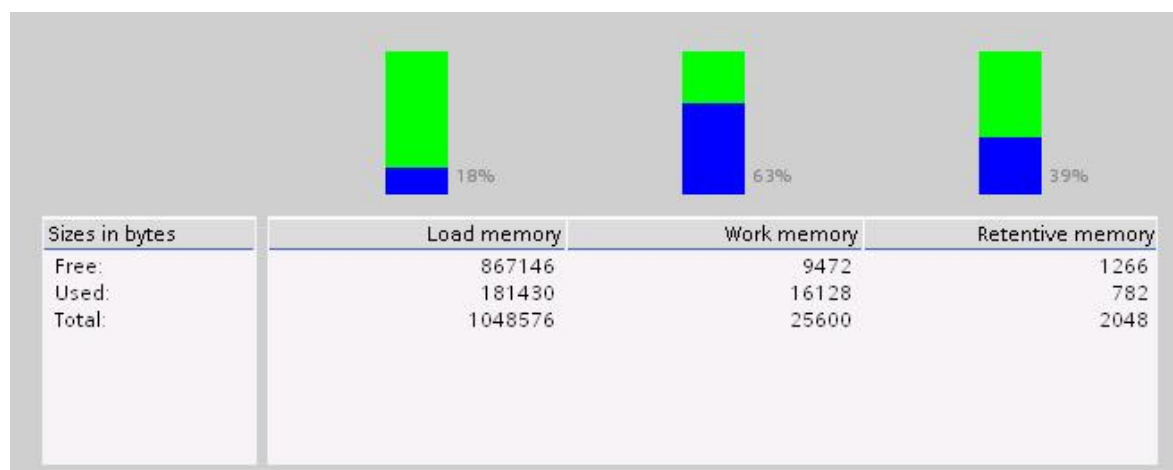 18% 63% 39%
Sizes in bytes Load memory Work memory Retentive memory
Free: 867146 9472 1266
Used: 181430 16128 782
Total: 1048576 25600 2048